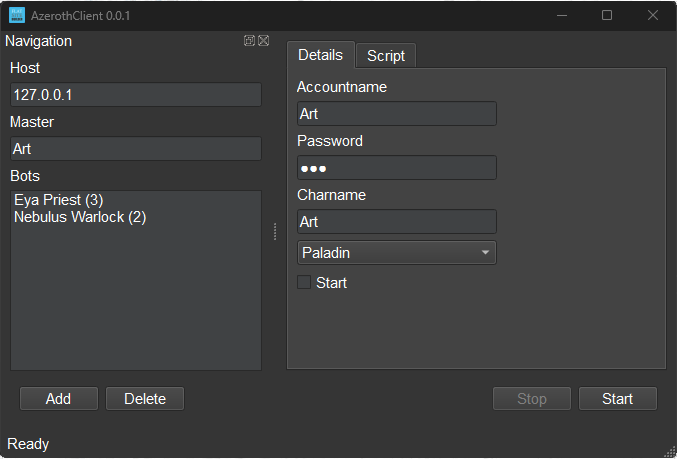 AzerothClient 0.0.1
Navigation
Host
127.0.0.1
Master
Art
Bots
Eya Priest (3)
Nebulus Warlock (2)
Add
Delete
Details
Script
Accountname
Art
Password
●●●
Charname
Art
Paladin
Start
Stop
Start
Ready